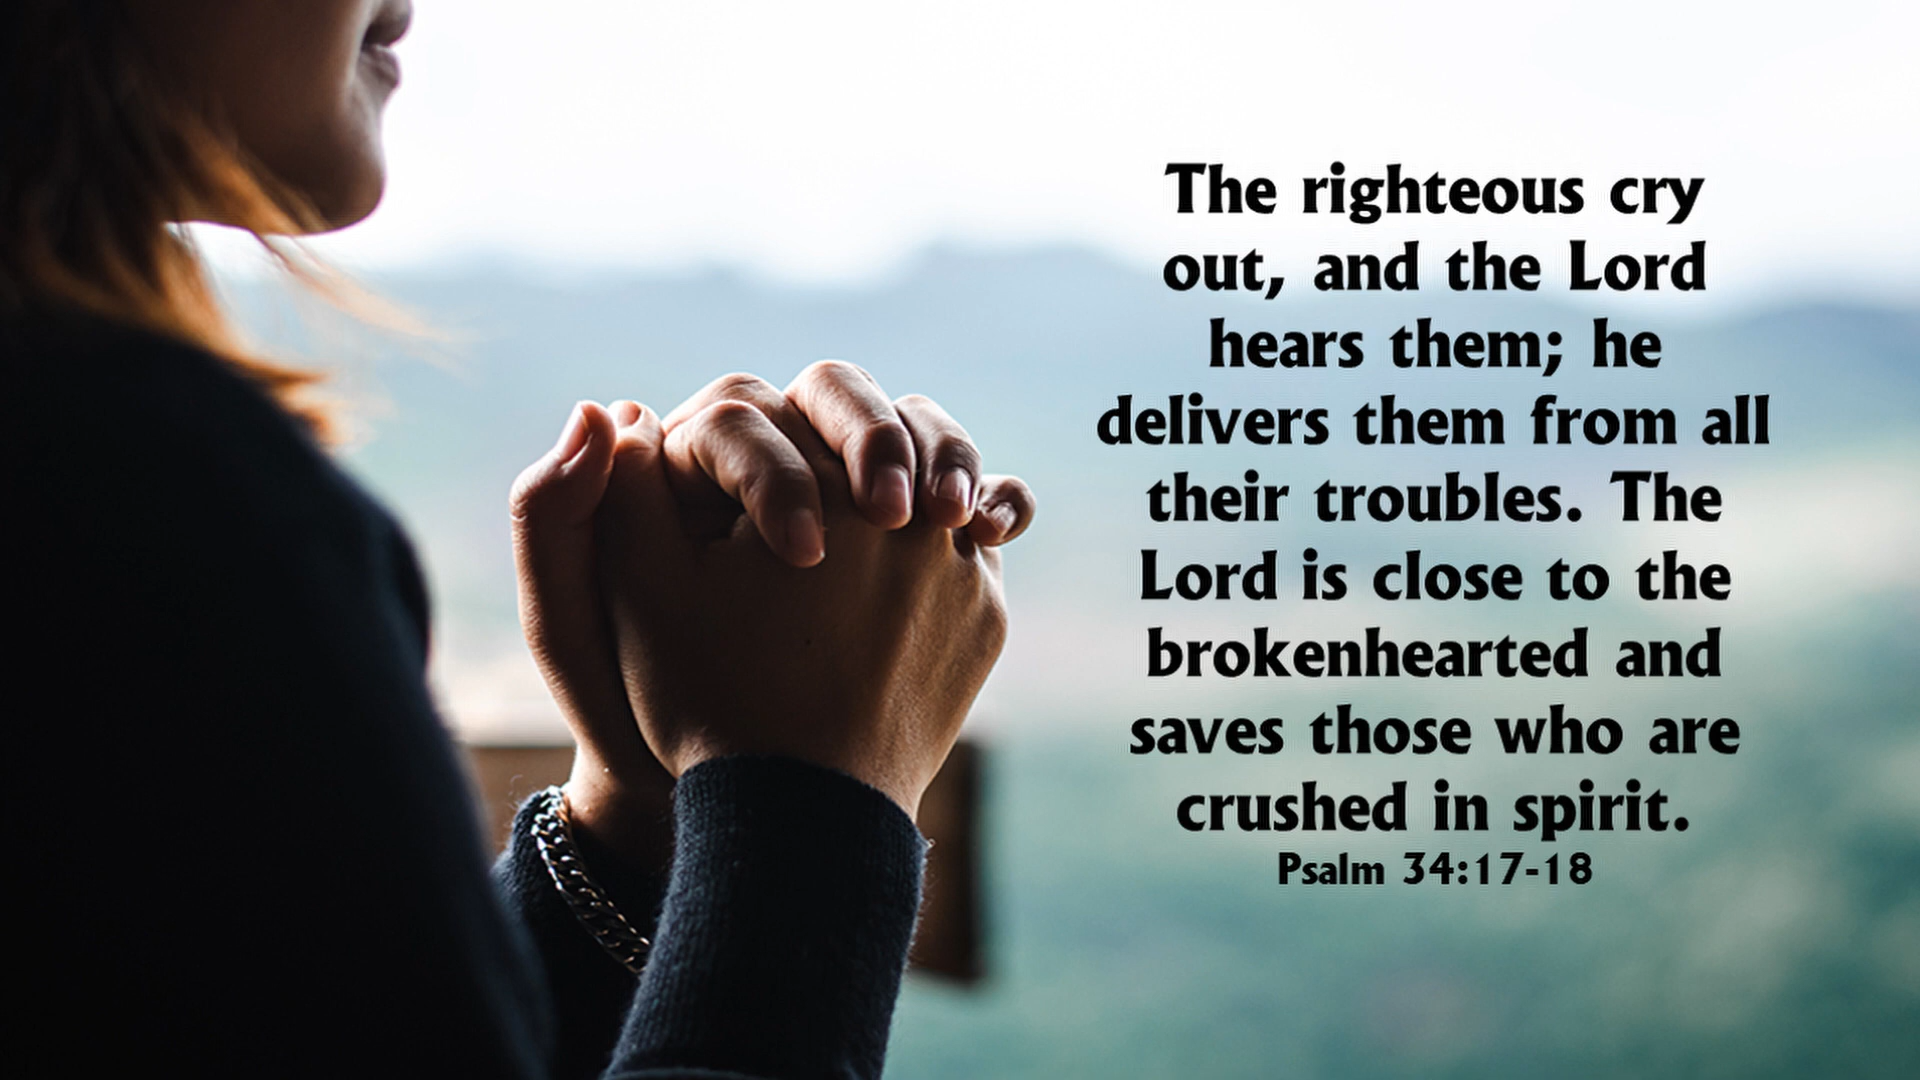 The righteous cry
out, and the Lord
hears them; he
delivers them from all
their troubles. The
Lord is close to the
brokenhearted and
saves those who are
crushed in spirit.
Psalm 34:17-18